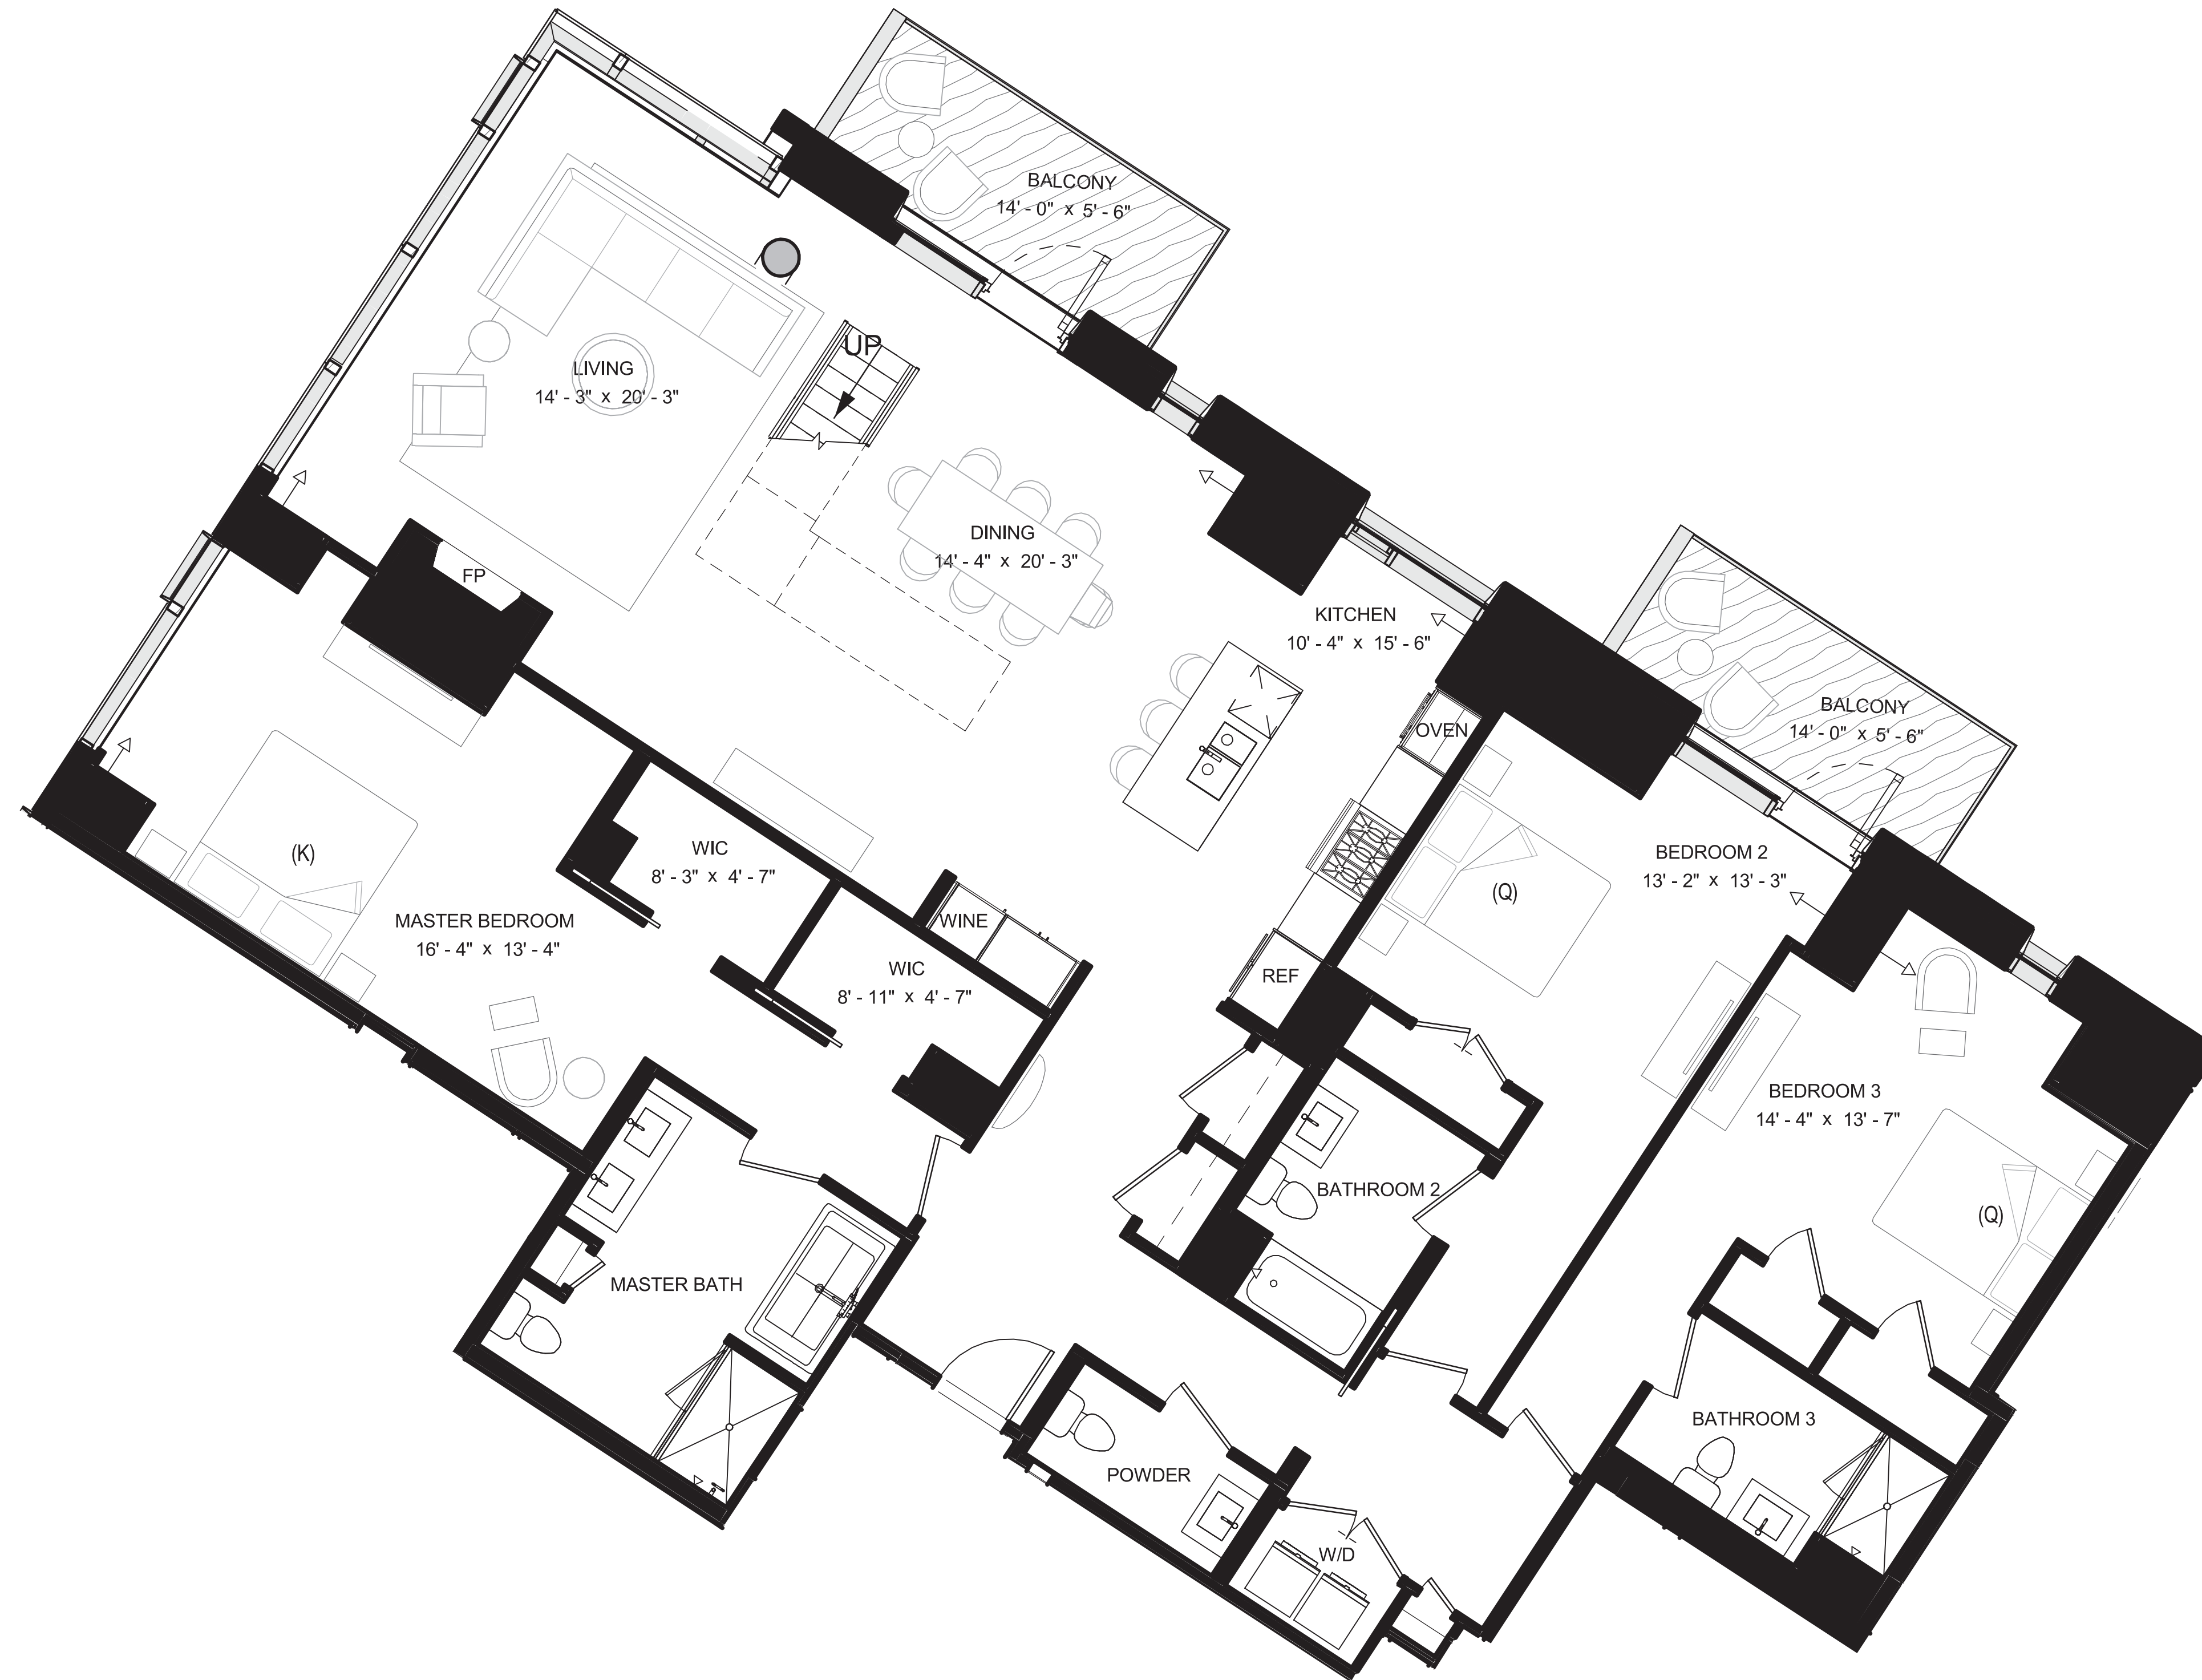 BALCONY
14' - 0" x 5' - 6"
UP
LIVING
14' - 3" x 20' - 3"
DINING
14' - 4" x 20' - 3"
FP
KITCHEN
10' - 4" x 15' - 6"
OVEN
BALCONY
14' - 0" x 5' - 6"
(K)
WIC
8' - 3" x 4' - 7"
BEDROOM 2
13' - 2" x 13' - 3"
(Q)
MASTER BEDROOM
16' - 4" x 13' - 4"
WINE
WIC
8' - 11" x 4' - 7"
REF
BEDROOM 3
14' - 4" x 13' - 7"
BATHROOM 2
(Q)
MASTER BATH
BATHROOM 3
POWDER
W/D